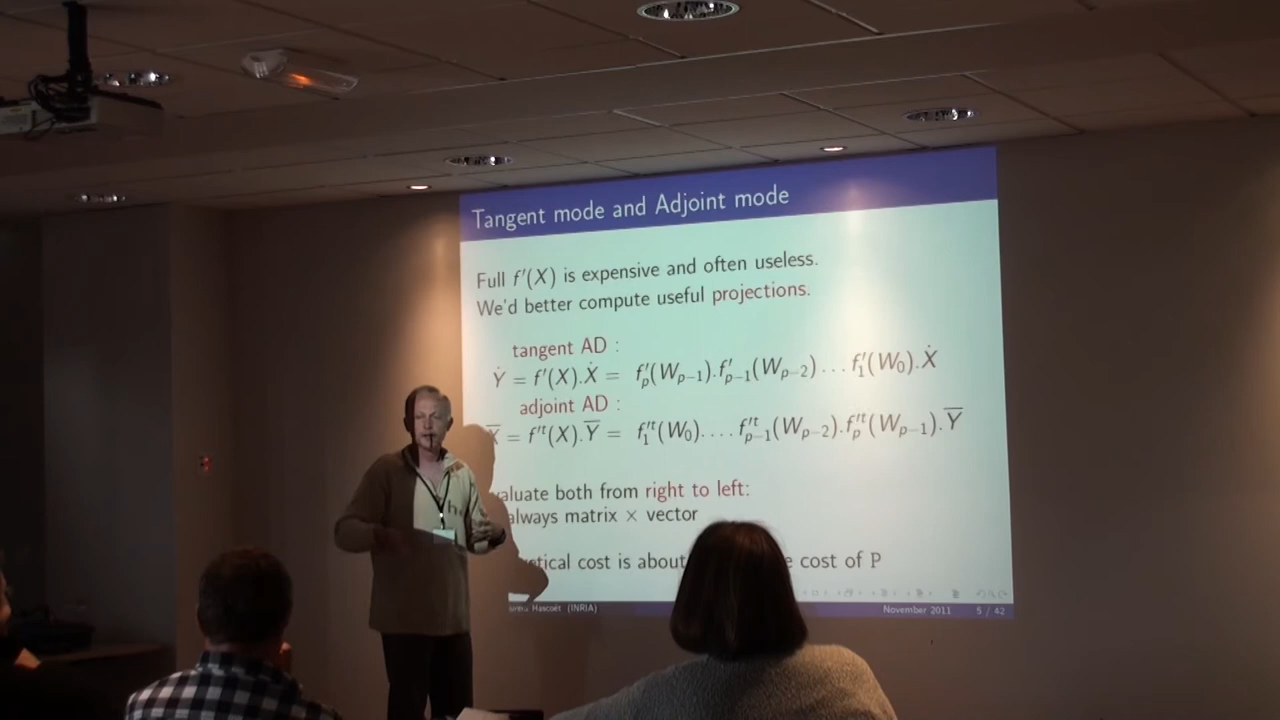 Tangent mode and Adjoint mode
Full f′(X) is expensive and often useless.
We'd better compute useful projections.
tangent AD :
Ẏ = f′(X).Ẋ = f′ₚ(Wₚ₋₁).f′ₚ₋₁(Wₚ₋₂)...f′₁(W₀).Ẋ
adjoint AD :
X̅ = f′ᵗ(X).Y̅ = f′ᵗ₁(W₀)....f′ᵗₚ₋₁(Wₚ₋₂).f′ᵗₚ(Wₚ₋₁).Y̅
valuate both from right to left:
always matrix × vector
cost is about cost of P
Hascoët (INRIA)
November 2011
5 / 42